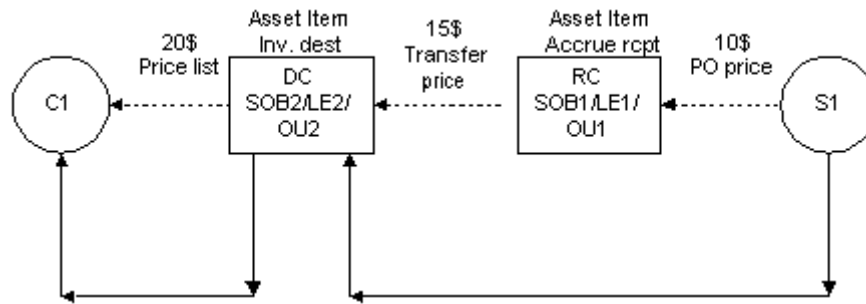 Asset Item
Inv. dest
Asset Item
Accrue rcpt
20$
Price list
15$
Transfer
price
10$
PO price
C1
DC
SOB2/LE2/
OU2
RC
SOB1/LE1/
OU1
S1